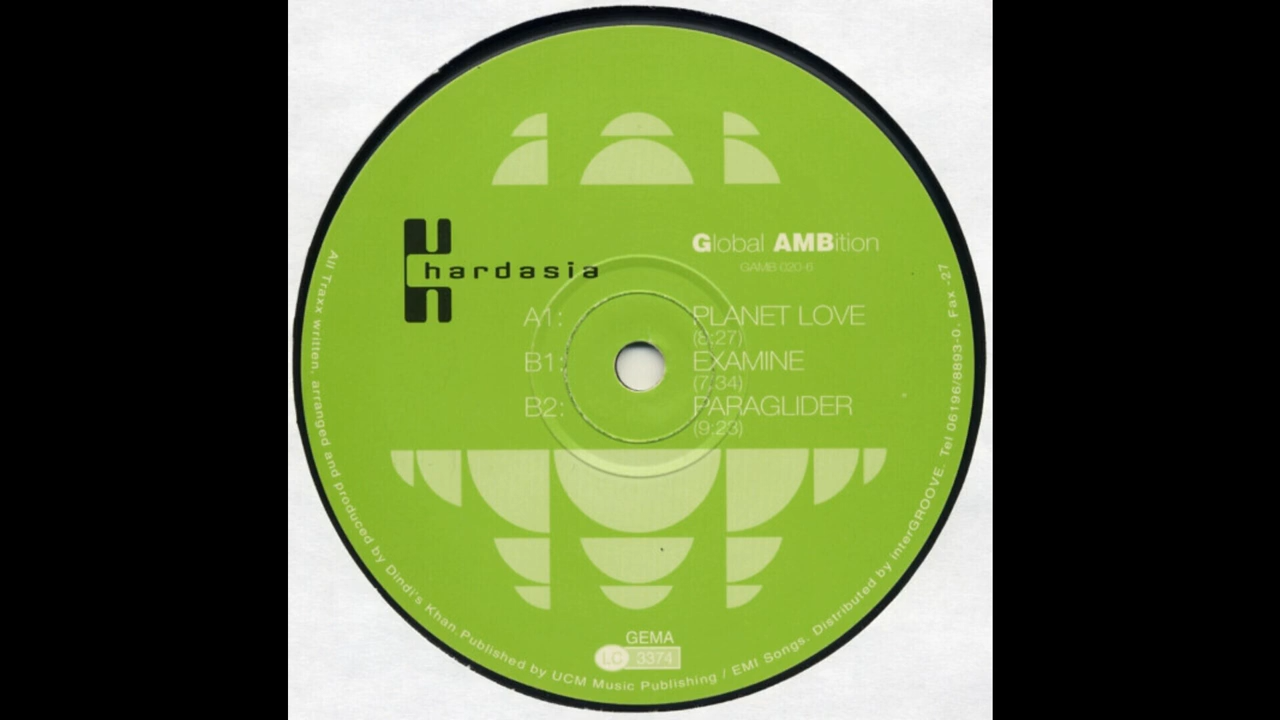 hardasia
Global AMBition
GAMB 020-6
A1: PLANET LOVE
(8:27)
B1: EXAMINE
(7:34)
B2: PARAGLIDER
(9:23)
All Traxx written, arranged and produced by Dindi's Khan. Published by UCM Music Publishing / EMI Songs. Distributed by interGROOVE. Tel 06196/8893-0, Fax -27
GEMA
LC 3374